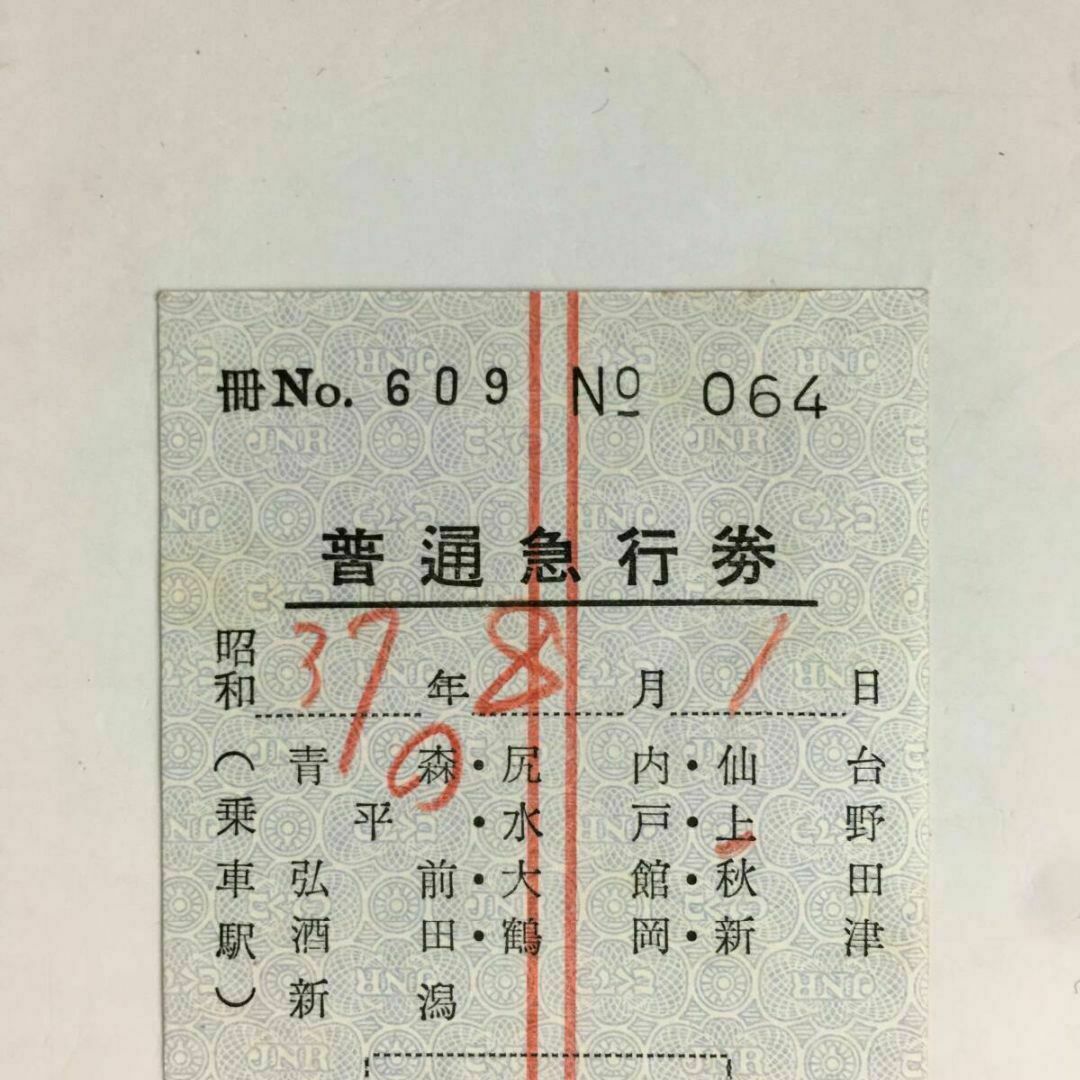 冊No. 609 No 064
普通急行券
昭和37年8月1日
(乗車駅)
青森・尻内・仙台
平・水戸・上野
弘前・大館・秋田
酒田・鶴岡・新津
新潟